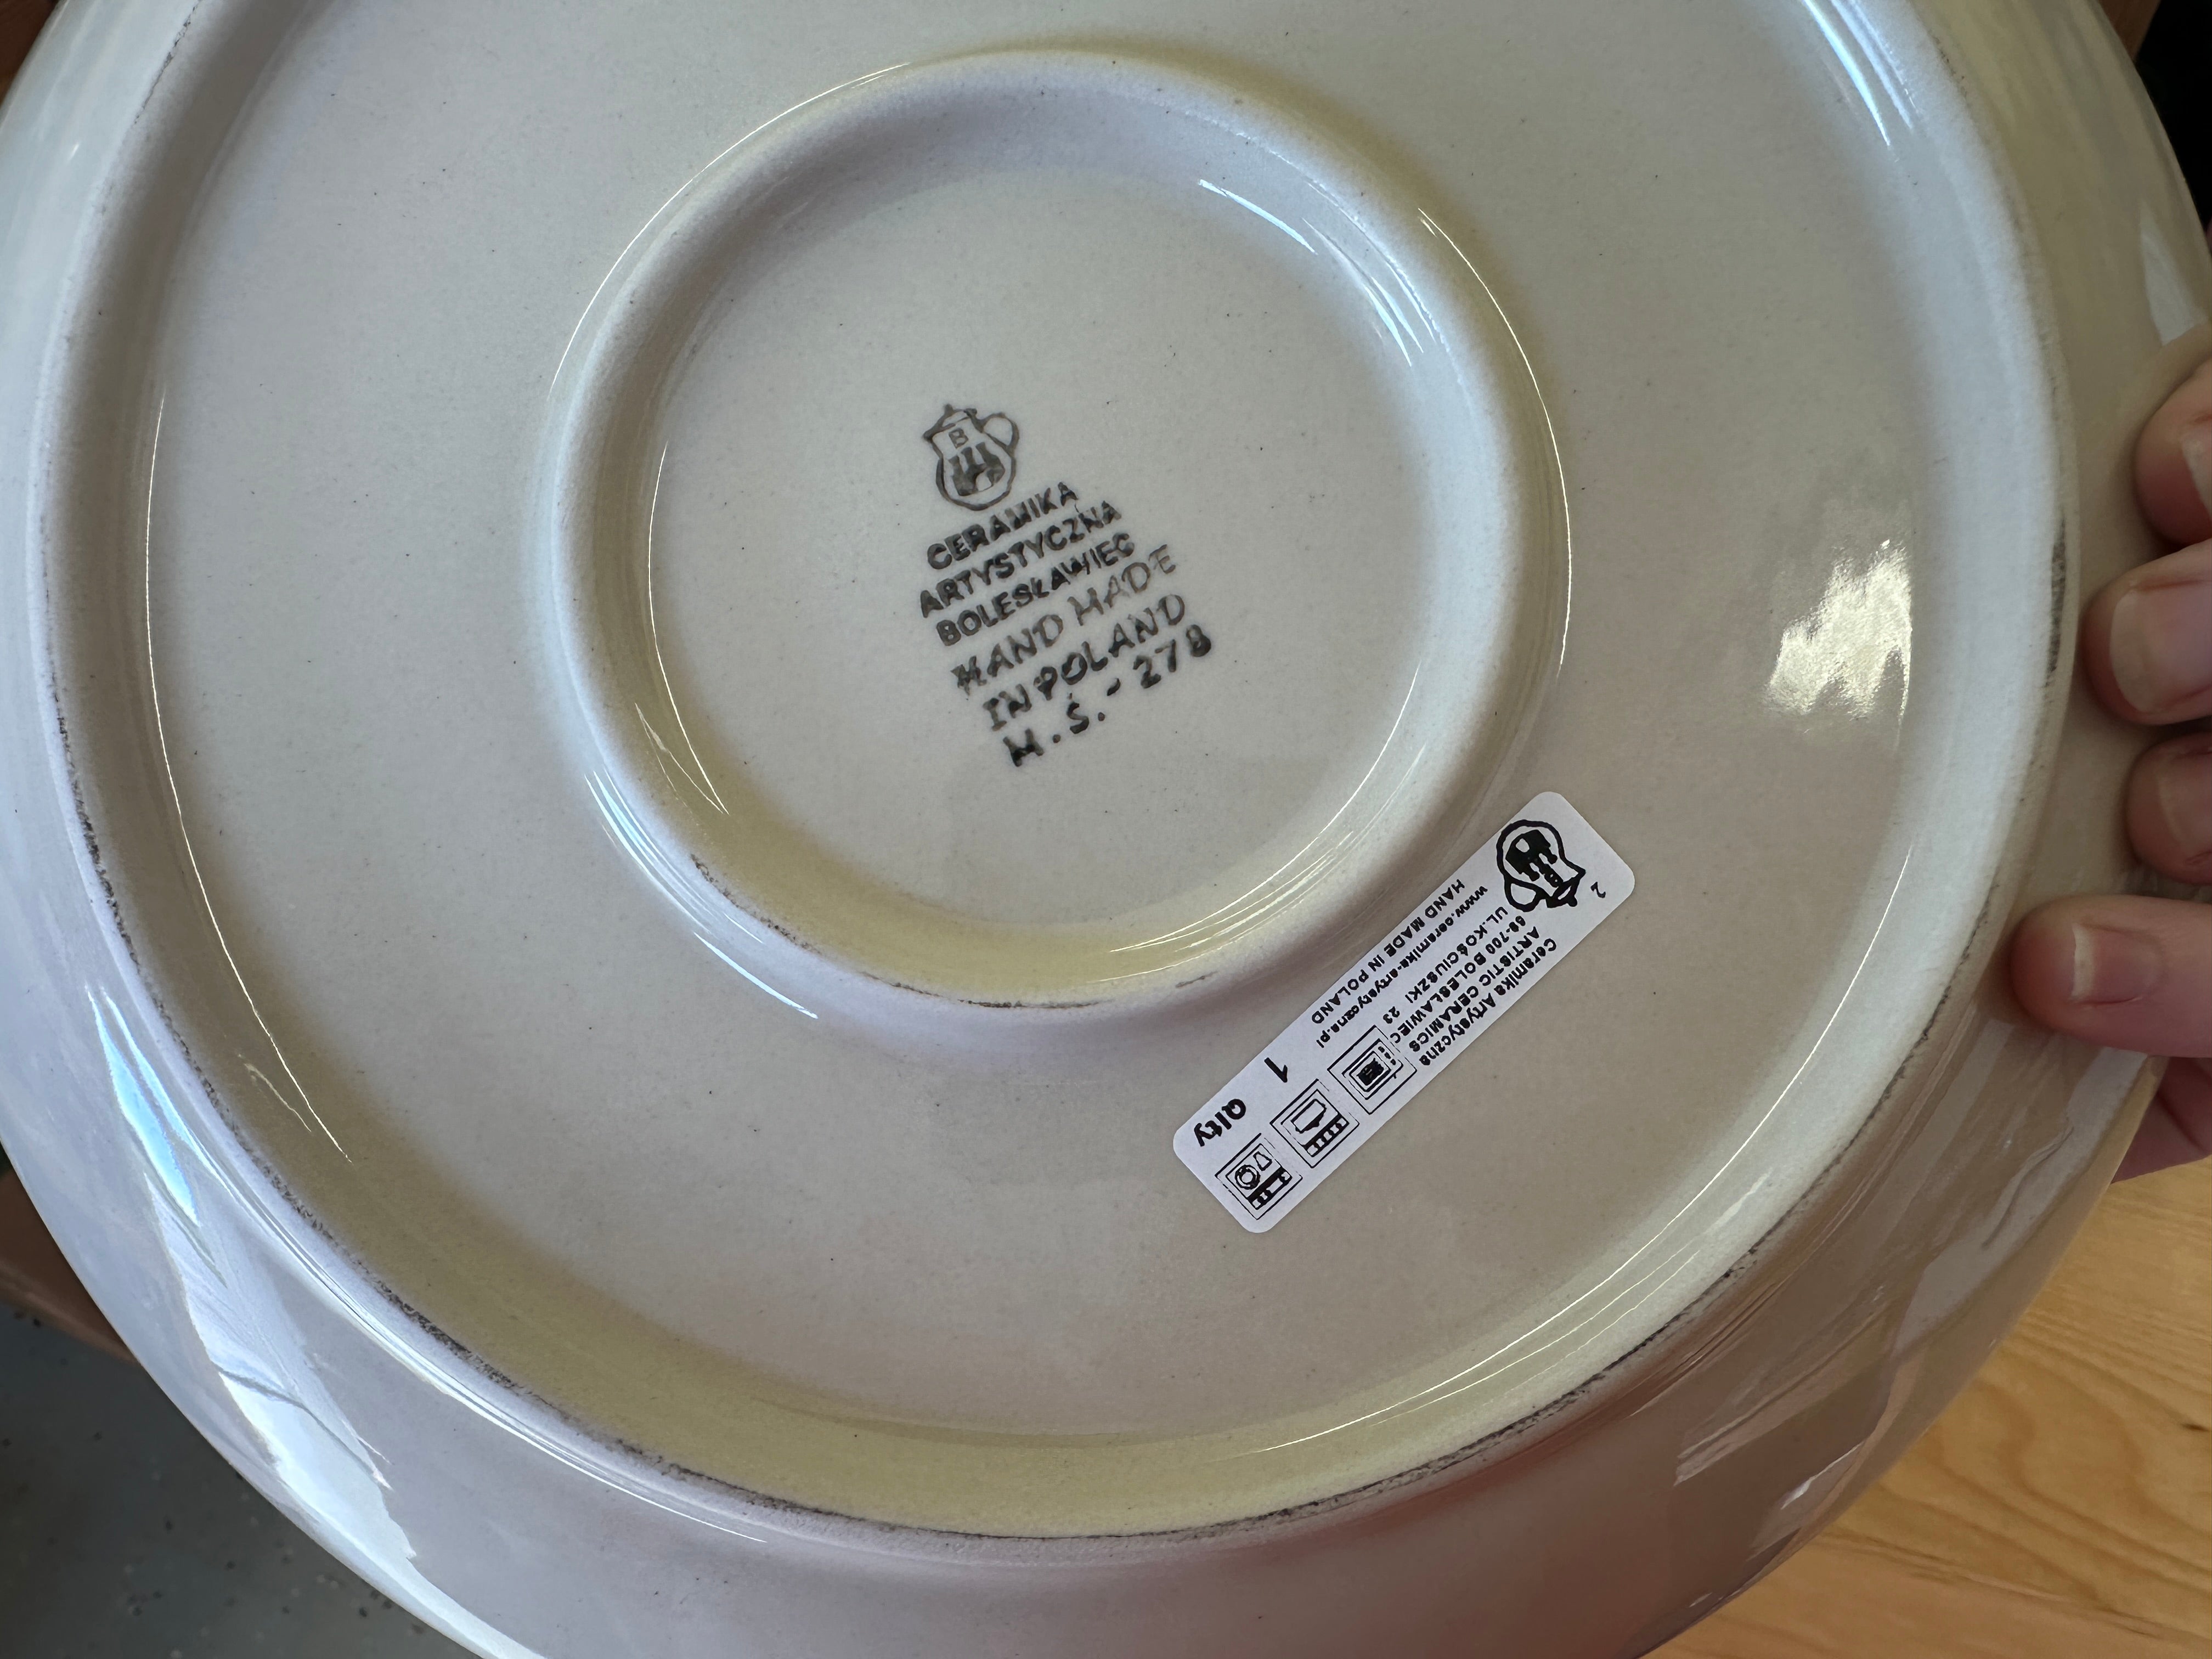 B
CERAMIKA
ARTYSTYCZNA
BOLESŁAWIEC
HAND MADE
IN POLAND
M.Ś.-278
2
Ceramika Artystyczna
ARTISTIC CERAMICS
59-700 BOLESŁAWIEC
UL.KOŚCIUSZKI 23
www.ceramika-artystyczna.pl
HAND MADE IN POLAND
1
Qlty